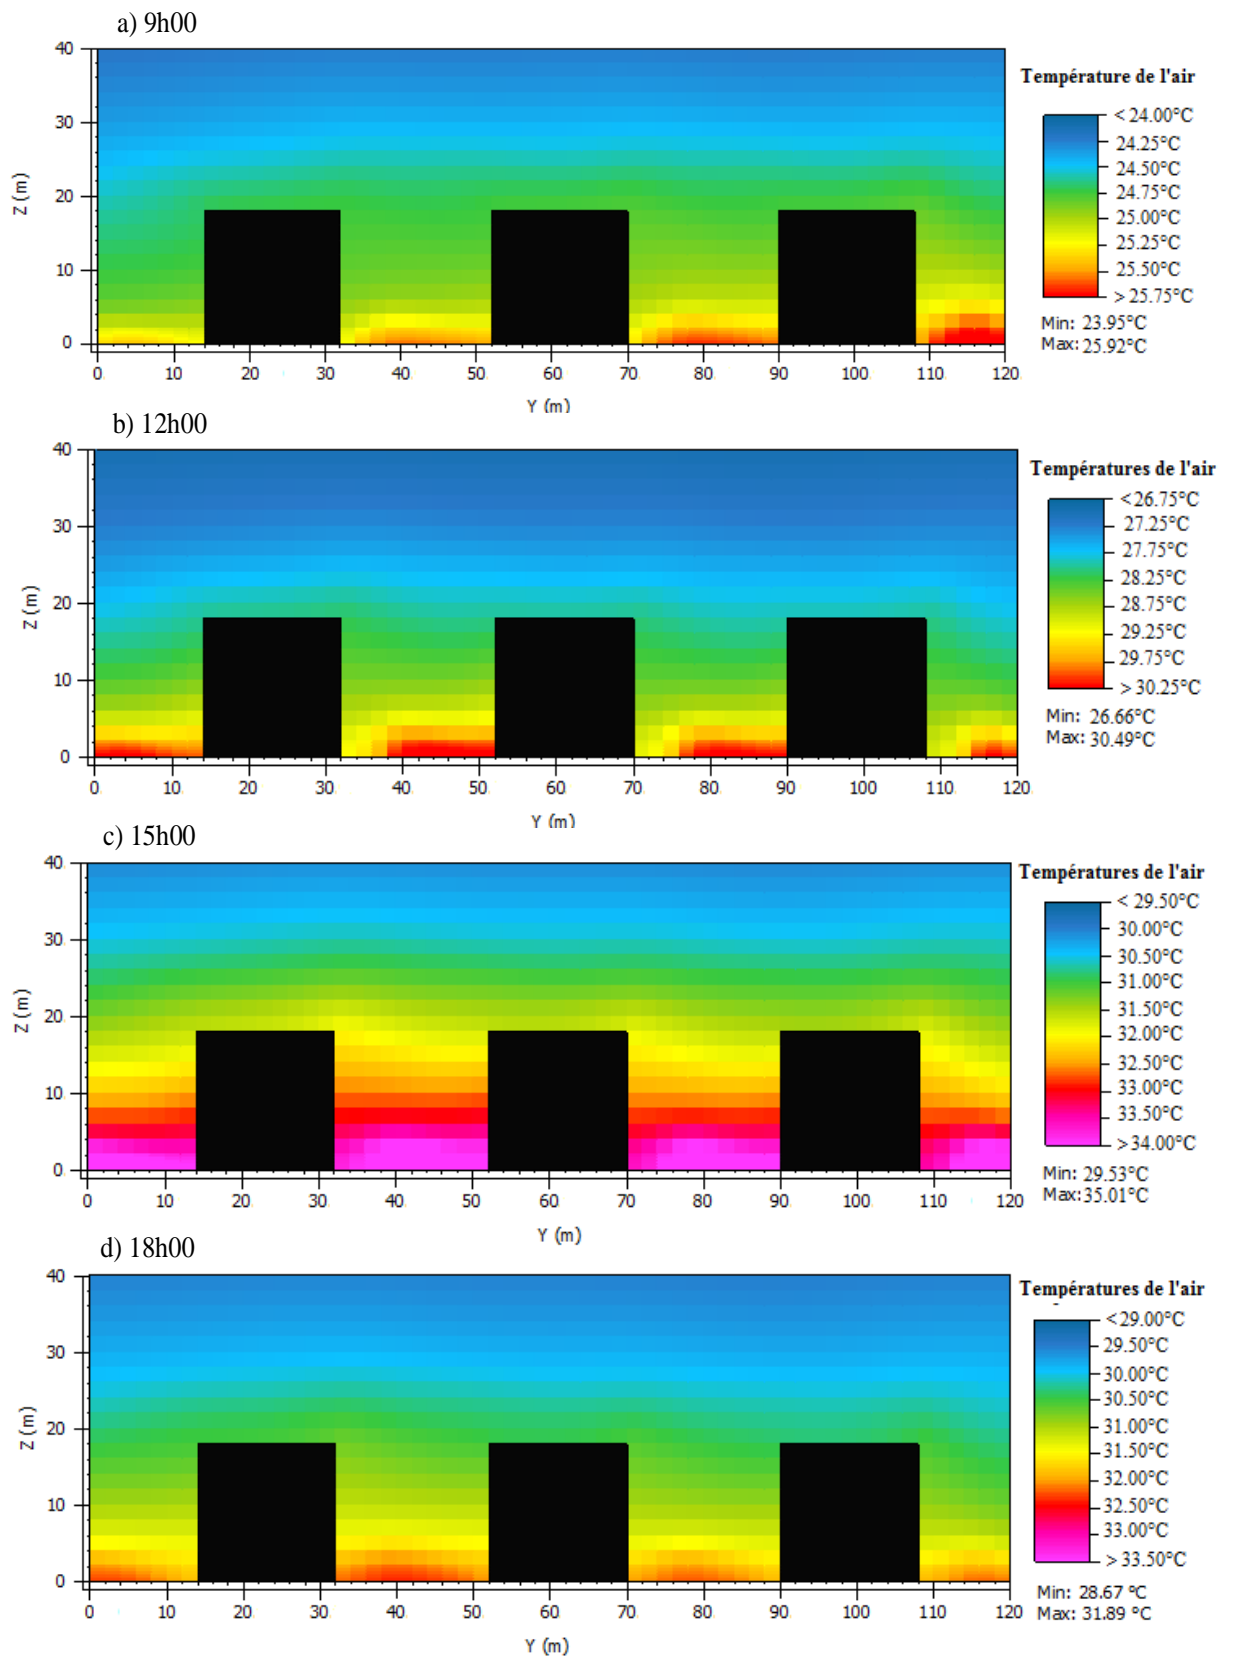 a) 9h00
Température de l'air
40
30
20
10
0
Z (m)
< 24.00°C
24.25°C
24.50°C
24.75°C
25.00°C
25.25°C
25.50°C
> 25.75°C
Min: 23.95°C
Max: 25.92°C
0 10 20 30 40 50 60 70 80 90 100 110 120
Y (m)
b) 12h00
Températures de l'air
40
30
20
10
0
Z (m)
<26.75°C
27.25°C
27.75°C
28.25°C
28.75°C
29.25°C
29.75°C
> 30.25°C
Min: 26.66°C
Max: 30.49°C
0 10 20 30 40 50 60 70 80 90 100 110 120
Y (m)
c) 15h00
Températures de l'air
40
30
20
10
0
Z (m)
< 29.50°C
30.00°C
30.50°C
31.00°C
31.50°C
32.00°C
32.50°C
33.00°C
33.50°C
>34.00°C
Min: 29.53°C
Max: 35.01°C
0 10 20 30 40 50 60 70 80 90 100 110 120
Y (m)
d) 18h00
Températures de l'air
40
30
20
10
0
Z (m)
<29.00°C
29.50°C
30.00°C
30.50°C
31.00°C
31.50°C
32.00°C
32.50°C
33.00°C
> 33.50°C
Min: 28.67 °C
Max: 31.89 °C
0 10 20 30 40 50 60 70 80 90 100 110 120
Y (m)